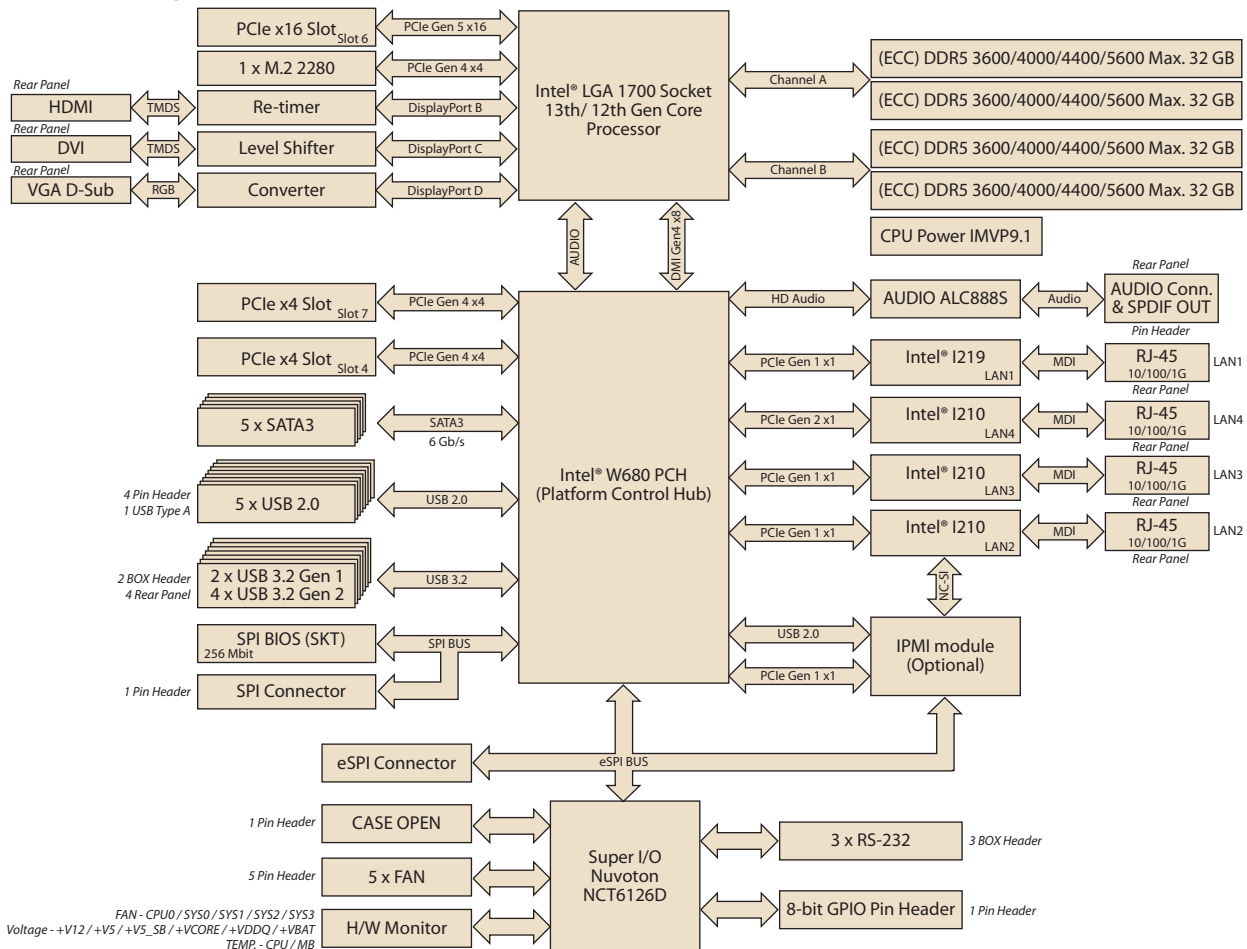 PCIe x16 Slot
Slot 6
PCIe Gen 5 x16
1 x M.2 2280
PCIe Gen 4 x4
Rear Panel
HDMI
TMDS
Re-timer
DisplayPort B
Rear Panel
DVI
TMDS
Level Shifter
DisplayPort C
Rear Panel
VGA D-Sub
RGB
Converter
DisplayPort D
Intel® LGA 1700 Socket
13th/ 12th Gen Core
Processor
Channel A
(ECC) DDR5 3600/4000/4400/5600 Max. 32 GB
(ECC) DDR5 3600/4000/4400/5600 Max. 32 GB
Channel B
(ECC) DDR5 3600/4000/4400/5600 Max. 32 GB
(ECC) DDR5 3600/4000/4400/5600 Max. 32 GB
CPU Power IMVP9.1
AUDIO
DMI Gen4 x8
PCIe x4 Slot
Slot 7
PCIe Gen 4 x4
PCIe x4 Slot
Slot 4
PCIe Gen 4 x4
5 x SATA3
SATA3
6 Gb/s
4 Pin Header
1 USB Type A
5 x USB 2.0
USB 2.0
2 BOX Header
4 Rear Panel
2 x USB 3.2 Gen 1
4 x USB 3.2 Gen 2
USB 3.2
SPI BIOS (SKT)
256 Mbit
SPI BUS
1 Pin Header
SPI Connector
Intel® W680 PCH
(Platform Control Hub)
HD Audio
AUDIO ALC888S
Audio
Rear Panel
AUDIO Conn.
& SPDIF OUT
Pin Header
PCIe Gen 1 x1
Intel® I219
LAN1
MDI
RJ-45
10/100/1G
LAN1
Rear Panel
PCIe Gen 2 x1
Intel® I210
LAN4
MDI
RJ-45
10/100/1G
LAN4
Rear Panel
PCIe Gen 1 x1
Intel® I210
LAN3
MDI
RJ-45
10/100/1G
LAN3
Rear Panel
PCIe Gen 1 x1
Intel® I210
LAN2
MDI
RJ-45
10/100/1G
LAN2
Rear Panel
NC-SI
USB 2.0
PCIe Gen 1 x1
IPMI module
(Optional)
eSPI Connector
eSPI BUS
1 Pin Header
CASE OPEN
5 Pin Header
5 x FAN
FAN - CPU0 / SYS0 / SYS1 / SYS2 / SYS3
Voltage - +V12 / +V5 / +V5_SB / +VCORE / +VDDQ / +VBAT
TEMP. - CPU / MB
H/W Monitor
Super I/O
Nuvoton
NCT6126D
3 x RS-232
3 BOX Header
8-bit GPIO Pin Header
1 Pin Header